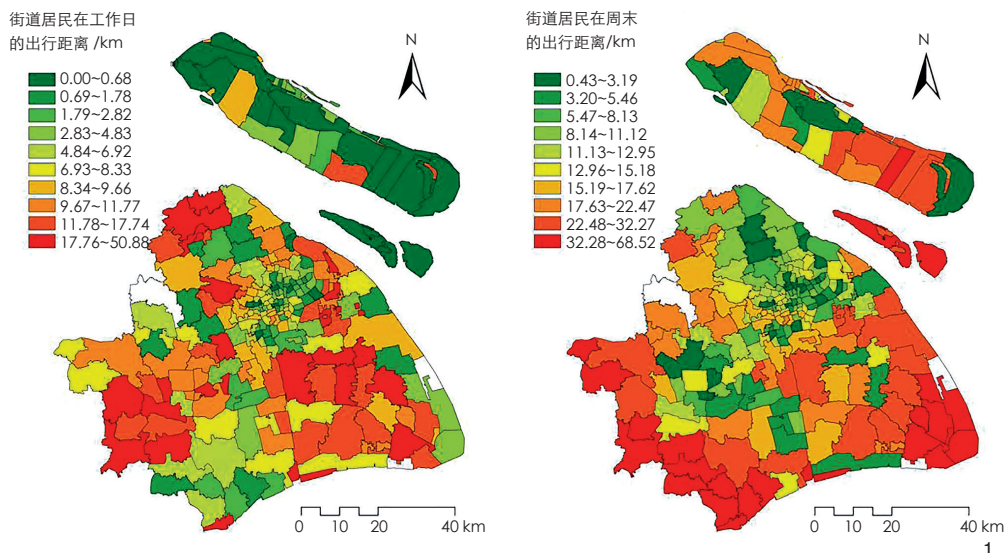 街道居民在工作日
的出行距离 /km
0.00~0.68
0.69~1.78
1.79~2.82
2.83~4.83
4.84~6.92
6.93~8.33
8.34~9.66
9.67~11.77
11.78~17.74
17.76~50.88
N
0 10 20 40 km
街道居民在周末
的出行距离/km
0.43~3.19
3.20~5.46
5.47~8.13
8.14~11.12
11.13~12.95
12.96~15.18
15.19~17.62
17.63~22.47
22.48~32.27
32.28~68.52
N
0 10 20 40 km
1